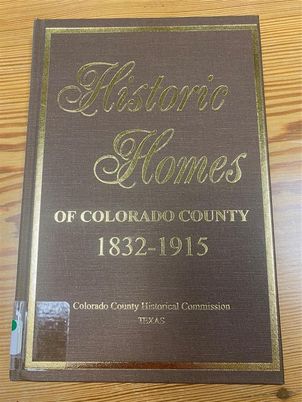 Historic
Homes
OF COLORADO COUNTY
1832-1915
Colorado County Historical Commission
TEXAS